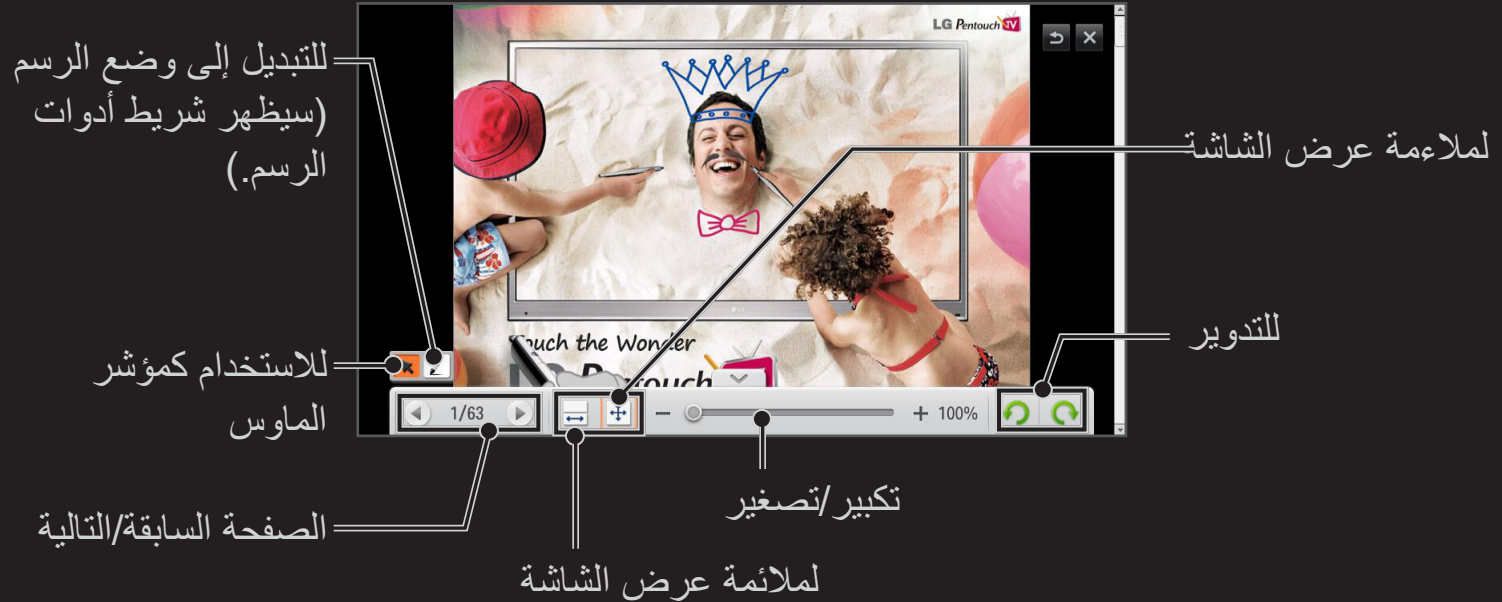 LG Pentouch TV
للتبديل إلى وضع الرسم
(سيظهر شريط أدوات
الرسم.)
لملاءمة عرض الشاشة
للتدوير
Touch the Wonder
Pentouch
للاستخدام كمؤشر
الماوس
1/63
100%
تكبير/تصغير
الصفحة السابقة/التالية
لملائمة عرض الشاشة